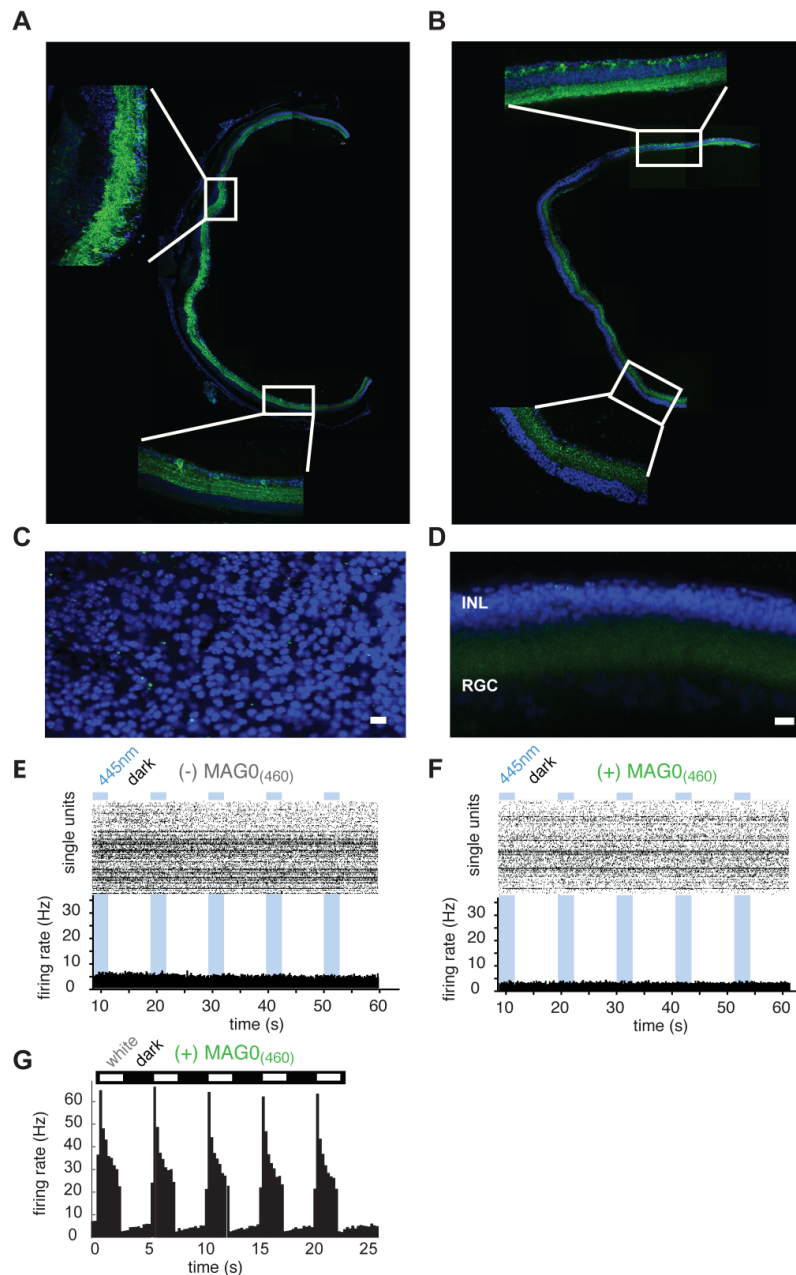 A
B
C
D
INL
RGC
E
445nm
dark
(-) MAG0(460)
single units
firing rate (Hz)
30
20
10
0
10 20 30 40 50 60
time (s)
F
445nm
dark
(+) MAG0(460)
single units
firing rate (Hz)
30
20
10
0
10 20 30 40 50 60
time (s)
G
white
dark
(+) MAG0(460)
firing rate (Hz)
60
50
40
30
20
10
0
0 5 10 15 20 25
time (s)